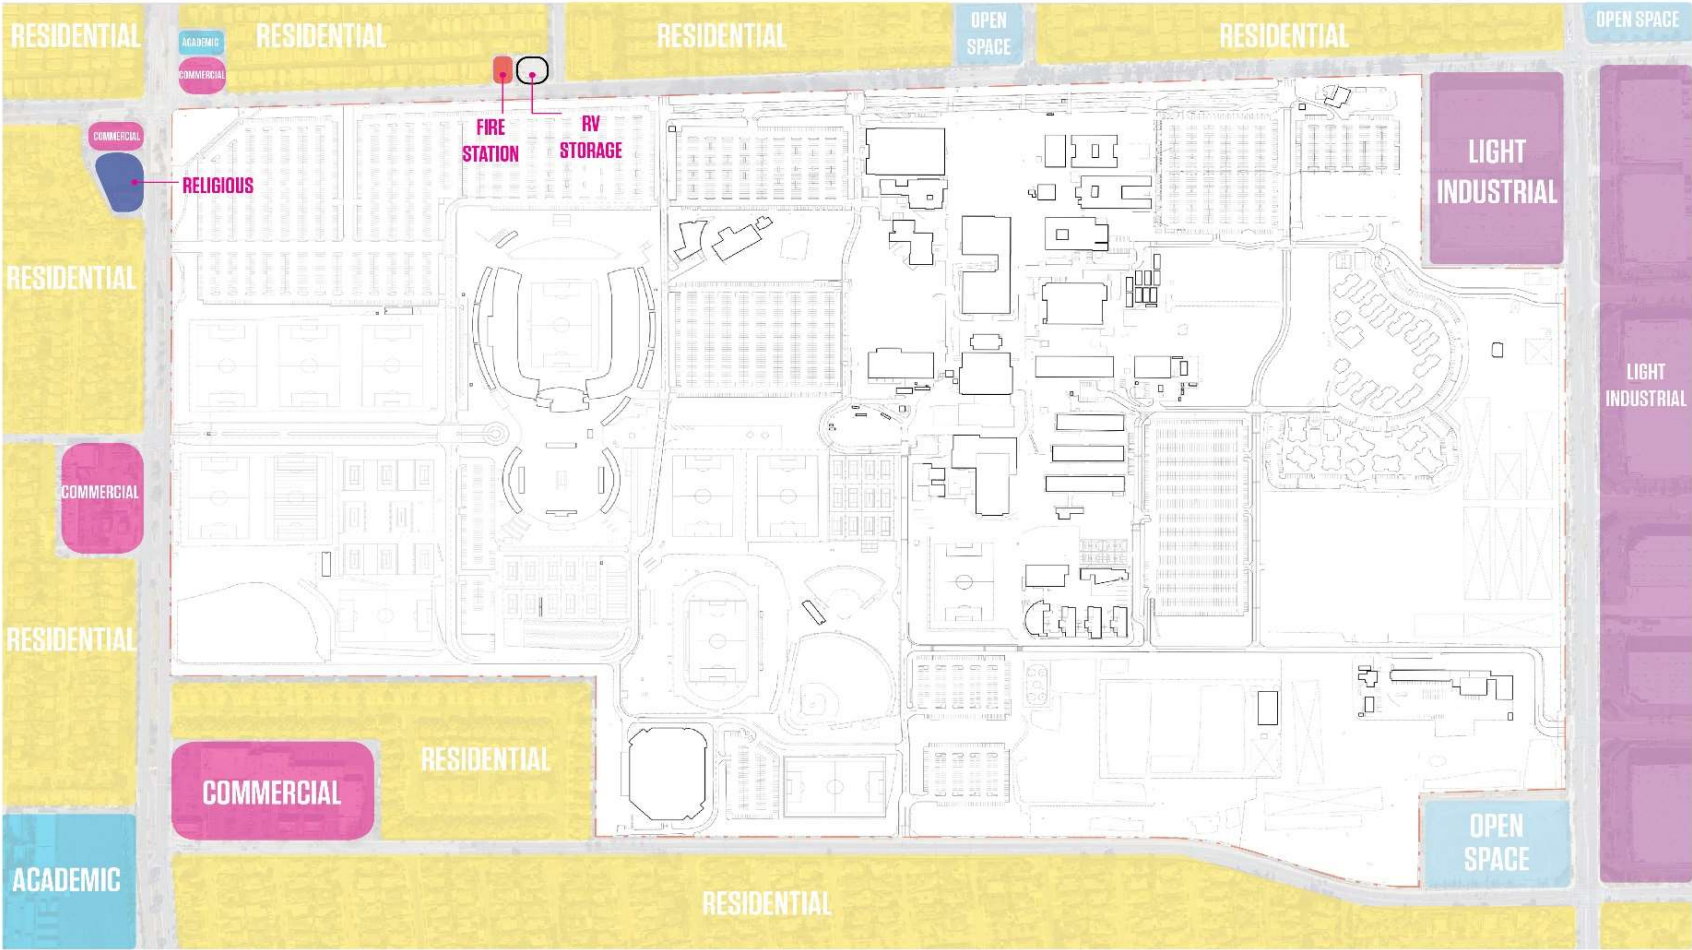 RESIDENTIAL
RESIDENTIAL
RESIDENTIAL
OPEN
SPACE
RESIDENTIAL
OPEN SPACE
ACADEMIC
COMMERCIAL
FIRE
STATION
RV
STORAGE
COMMERCIAL
RELIGIOUS
LIGHT
INDUSTRIAL
RESIDENTIAL
LIGHT
INDUSTRIAL
COMMERCIAL
RESIDENTIAL
RESIDENTIAL
COMMERCIAL
OPEN
SPACE
ACADEMIC
RESIDENTIAL